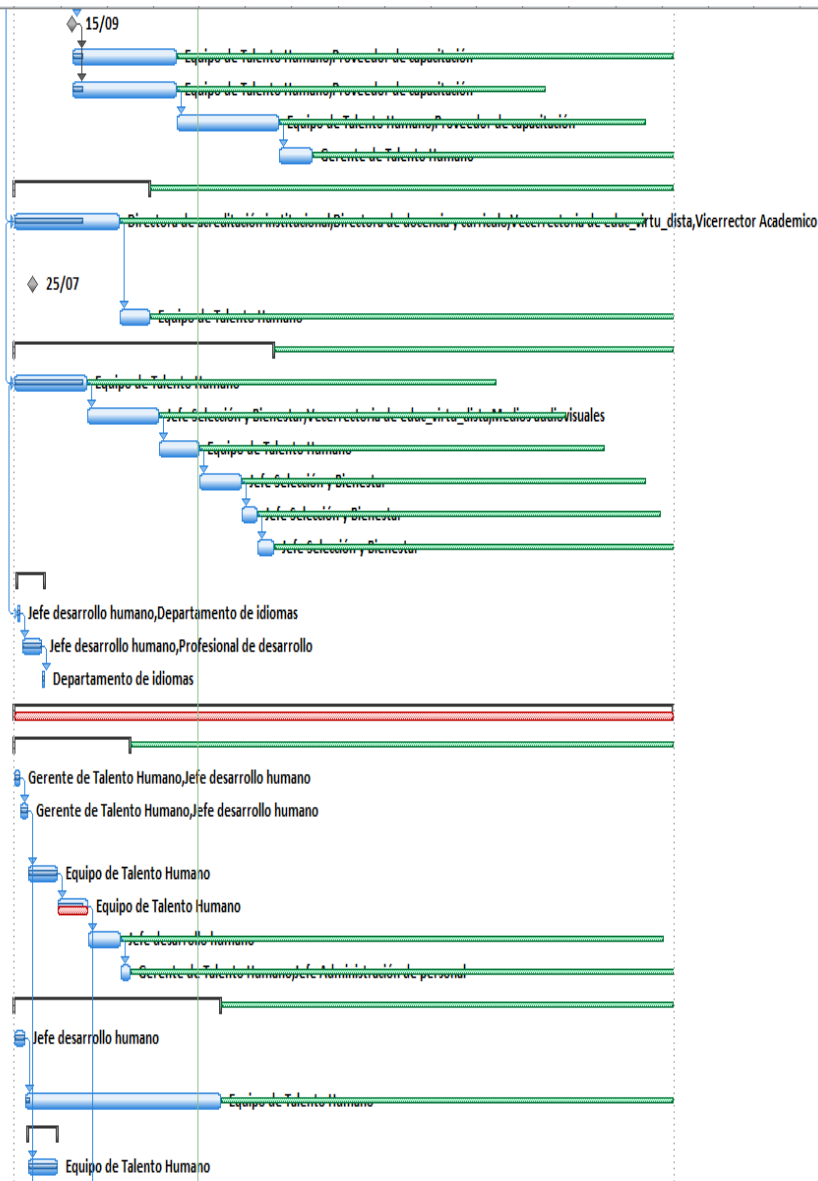 15/09
Equipo de Talento Humano,Proveedor de capacitación
Equipo de Talento Humano,Proveedor de capacitación
Equipo de Talento Humano,Proveedor de capacitación
Gerente de Talento Humano
Directora de acreditación institucional,Directora de docencia y curriculo,Vecerrectoria de educ_virtu_dista,Vicerrector Academico
25/07
Equipo de Talento Humano
Equipo de Talento Humano
Jefe Selección y Bienestar,Vecerrectoria de educ_virtu_dista,Medios audiovisuales
Equipo de Talento Humano
Jefe Selección y Bienestar
Jefe Selección y Bienestar
Jefe Selección y Bienestar
Jefe desarrollo humano,Departamento de idiomas
Jefe desarrollo humano,Profesional de desarrollo
Departamento de idiomas
Gerente de Talento Humano,Jefe desarrollo humano
Gerente de Talento Humano,Jefe desarrollo humano
Equipo de Talento Humano
Equipo de Talento Humano
Jefe desarrollo humano
Gerente de Talento Humano,Jefe Administración de personal
Jefe desarrollo humano
Equipo de Talento Humano
Equipo de Talento Humano